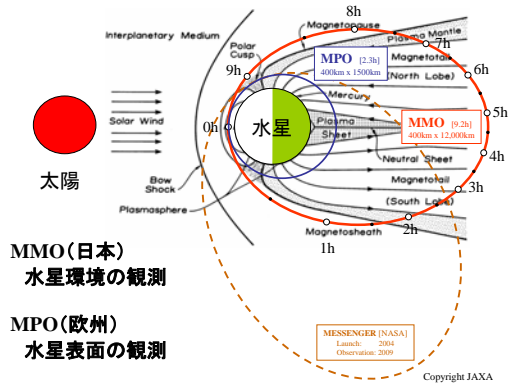 8h
Magnetopause
Interplanetary Medium
Plasma Mantle
7h
Polar
Cusp
MPO [2.3h]
400km x 1500km
Magnetotail
(North Lobe)
6h
9h
Mercury
MMO [9.2h]
400km x 12,000km
5h
Solar Wind
0h
水星
Plasma
Sheet
太陽
Neutral Sheet
4h
Bow
Shock
Magnetotail
3h
(South Lobe)
Plasmasphere
2h
Magnetosheath
1h
MMO(日本)
水星環境の観測
MPO(欧州)
水星表面の観測
MESSENGER [NASA]
Launch: 2004
Observation: 2009
Copyright JAXA